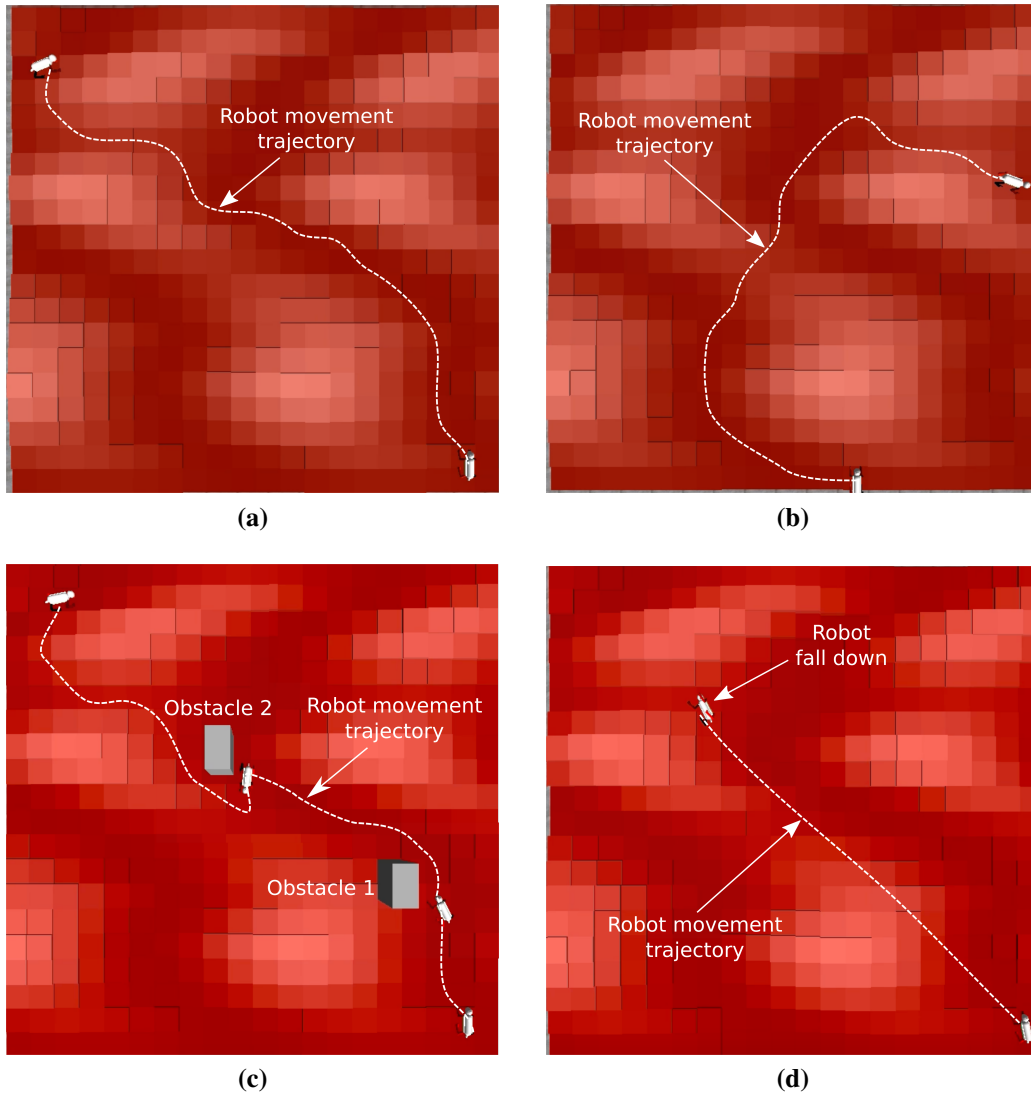 Robot movement
trajectory
(a)
Robot movement
trajectory
(b)
Obstacle 2
Robot movement
trajectory
Obstacle 1
(c)
Robot
fall down
Robot movement
trajectory
(d)